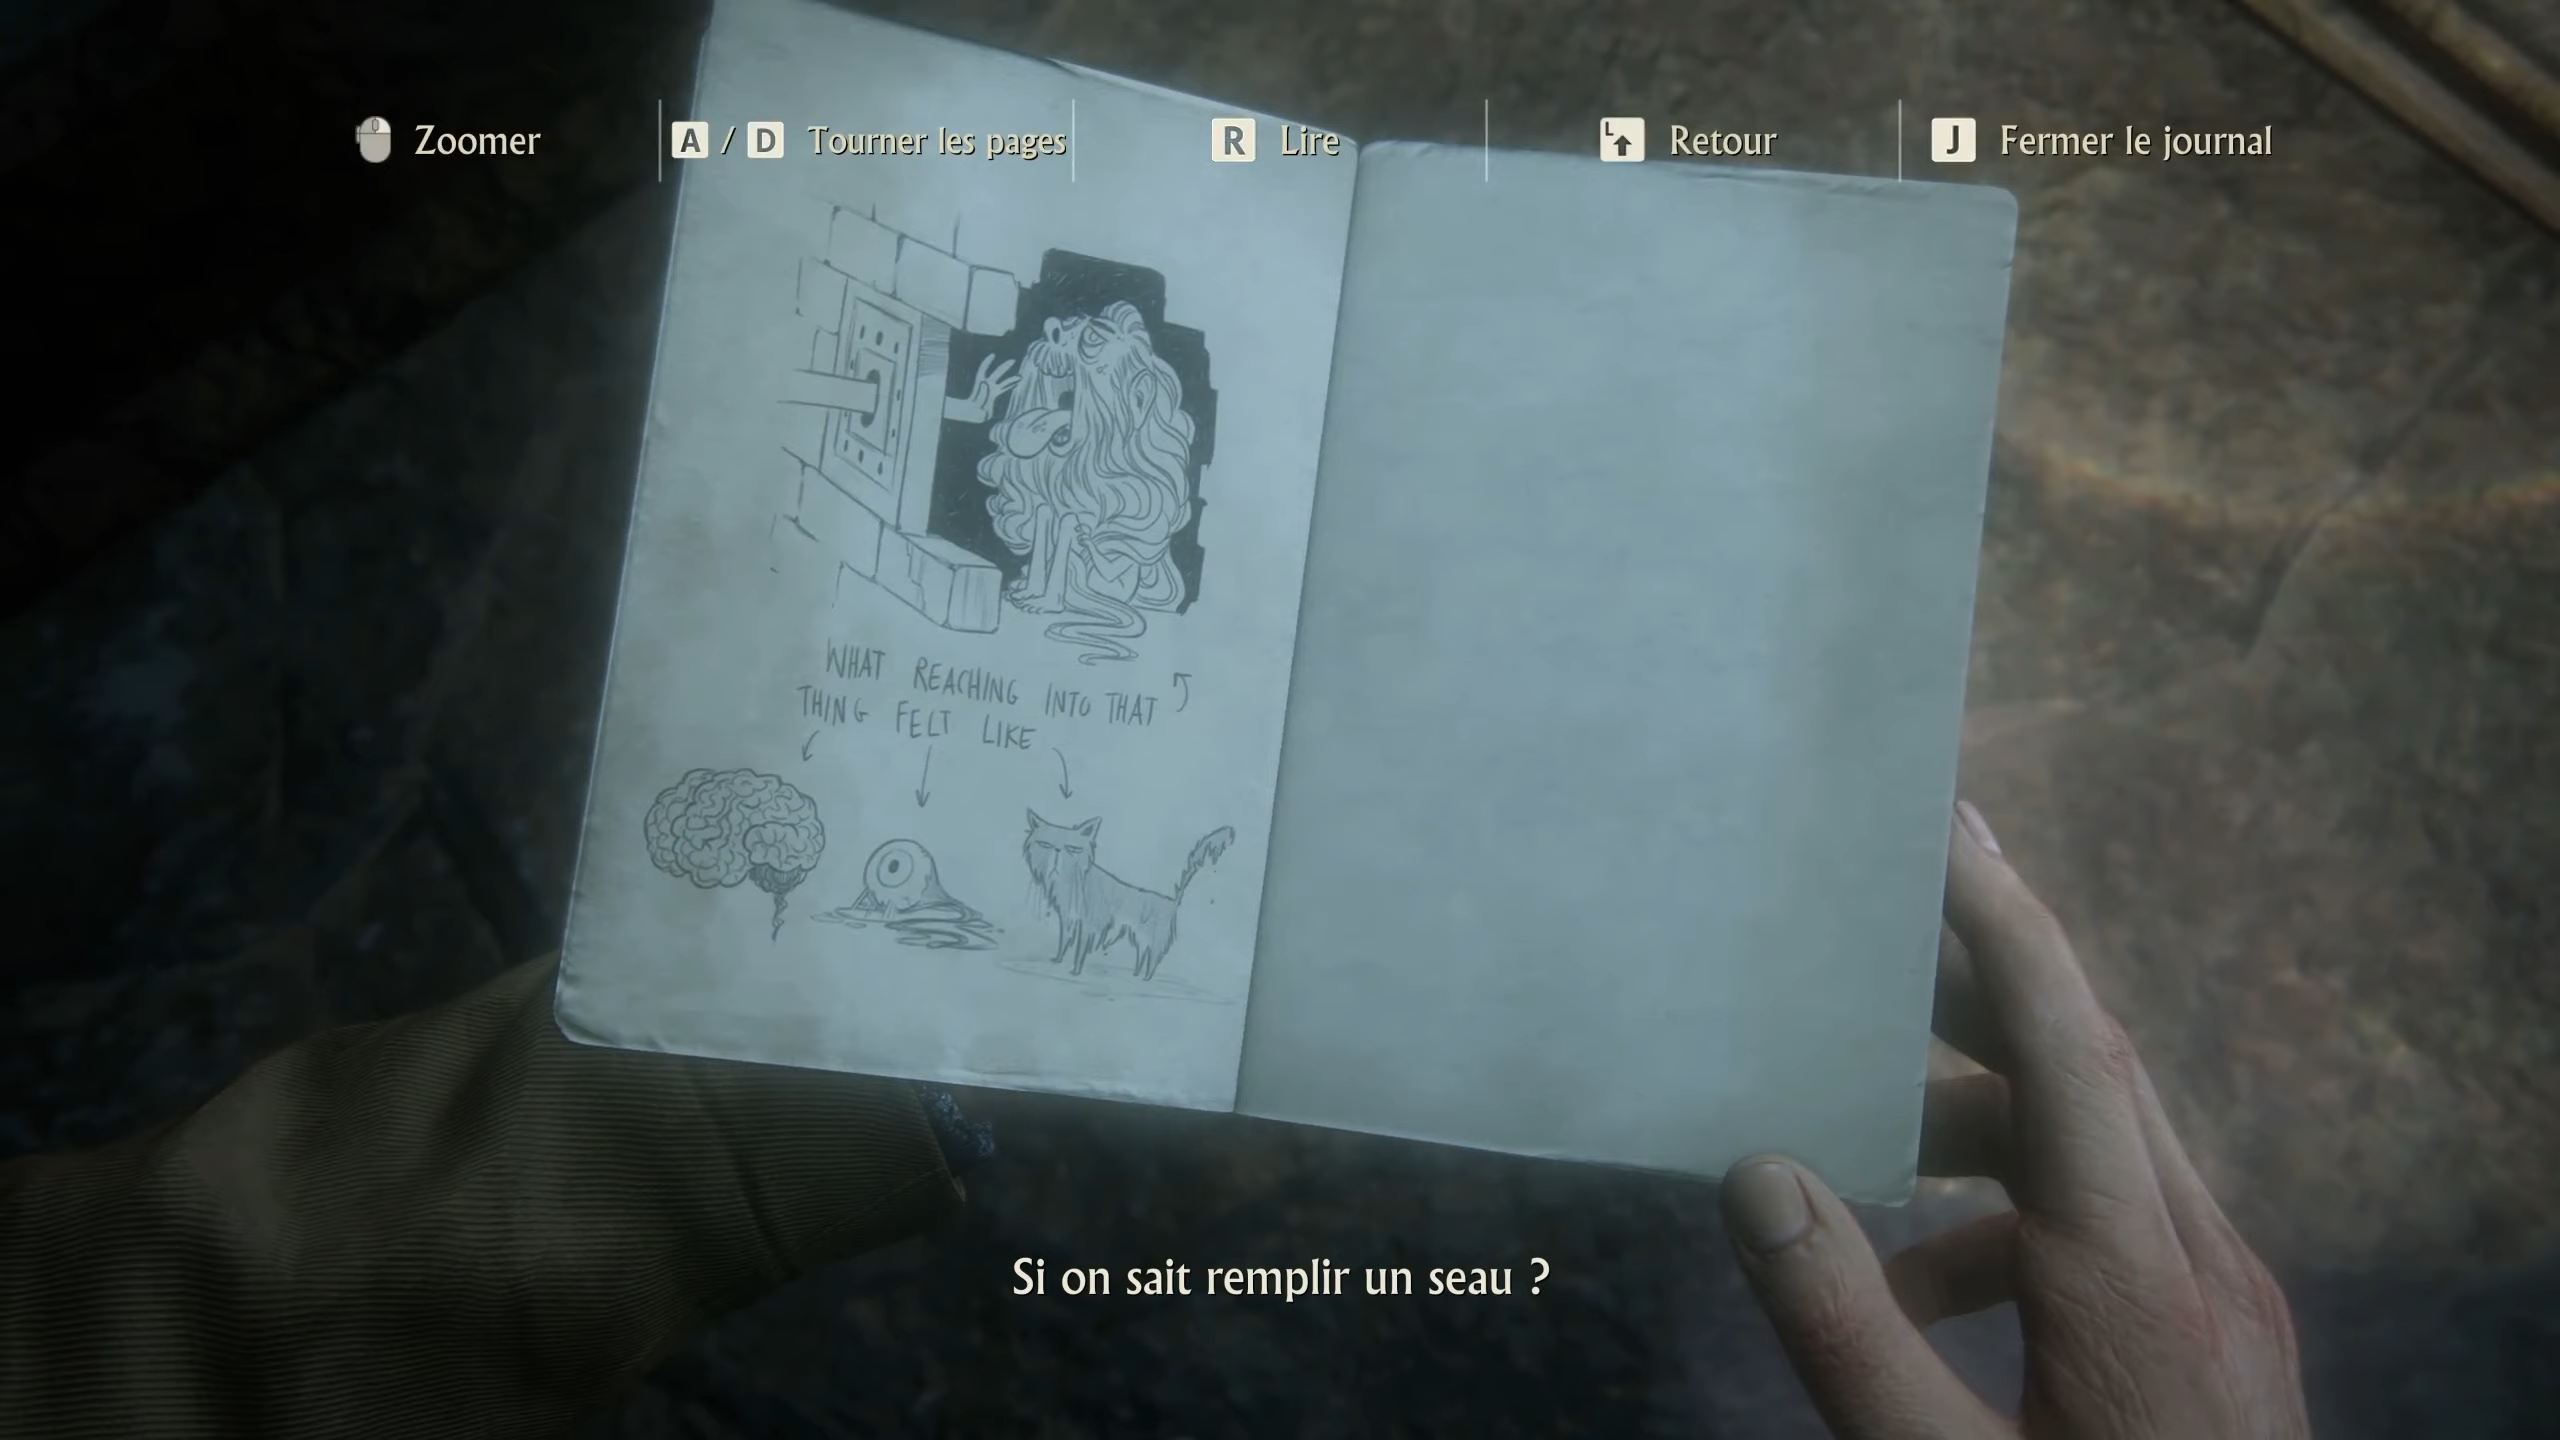 Zoomer
A / D Tourner les pages
R Lire
L Retour
J Fermer le journal
WHAT REACHING INTO THAT
THING FELT LIKE
Si on sait remplir un seau ?